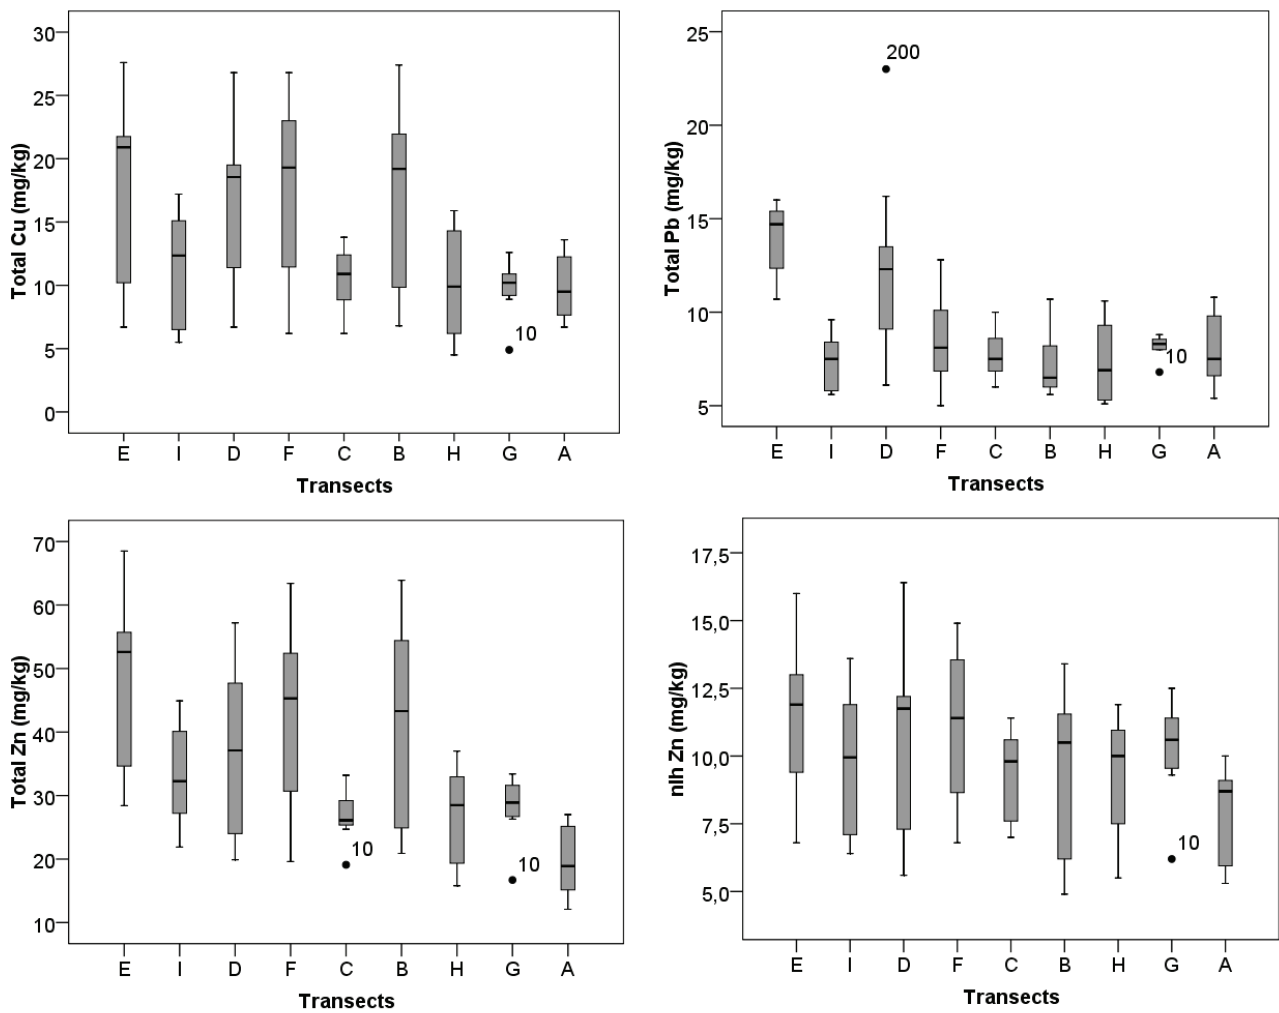 30
25
20
15
10
5
0
Total Cu (mg/kg)
10
E I D F C B H G A
Transects
25
20
15
10
5
Total Pb (mg/kg)
200
10
E I D F C B H G A
Transects
70
60
50
40
30
20
10
Total Zn (mg/kg)
10
10
E I D F C B H G A
Transects
17,5
15,0
12,5
10,0
7,5
5,0
nlh Zn (mg/kg)
10
E I D F C B H G A
Transects